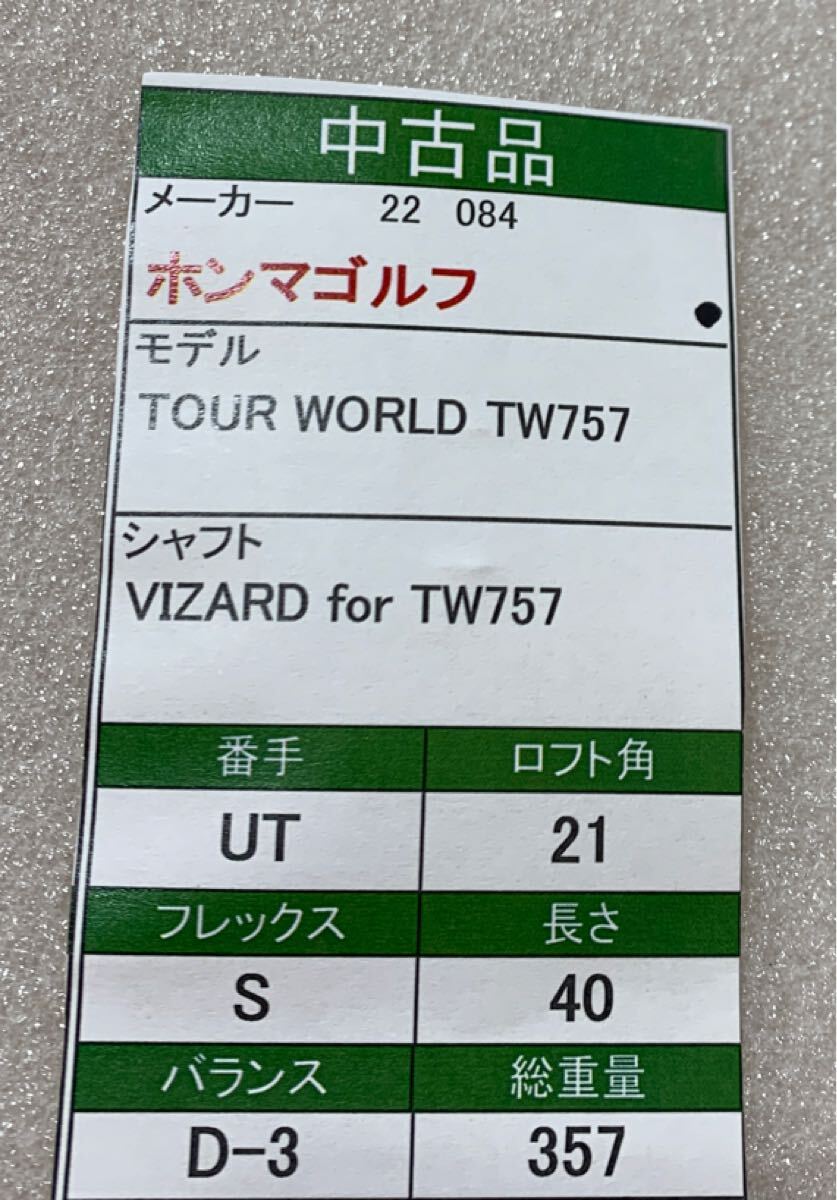 中古品
メーカー 22 084
ホンマゴルフ
モデル
TOUR WORLD TW757
シャフト
VIZARD for TW757
番手 ロフト角
UT 21
フレックス 長さ
S 40
バランス 総重量
D-3 357